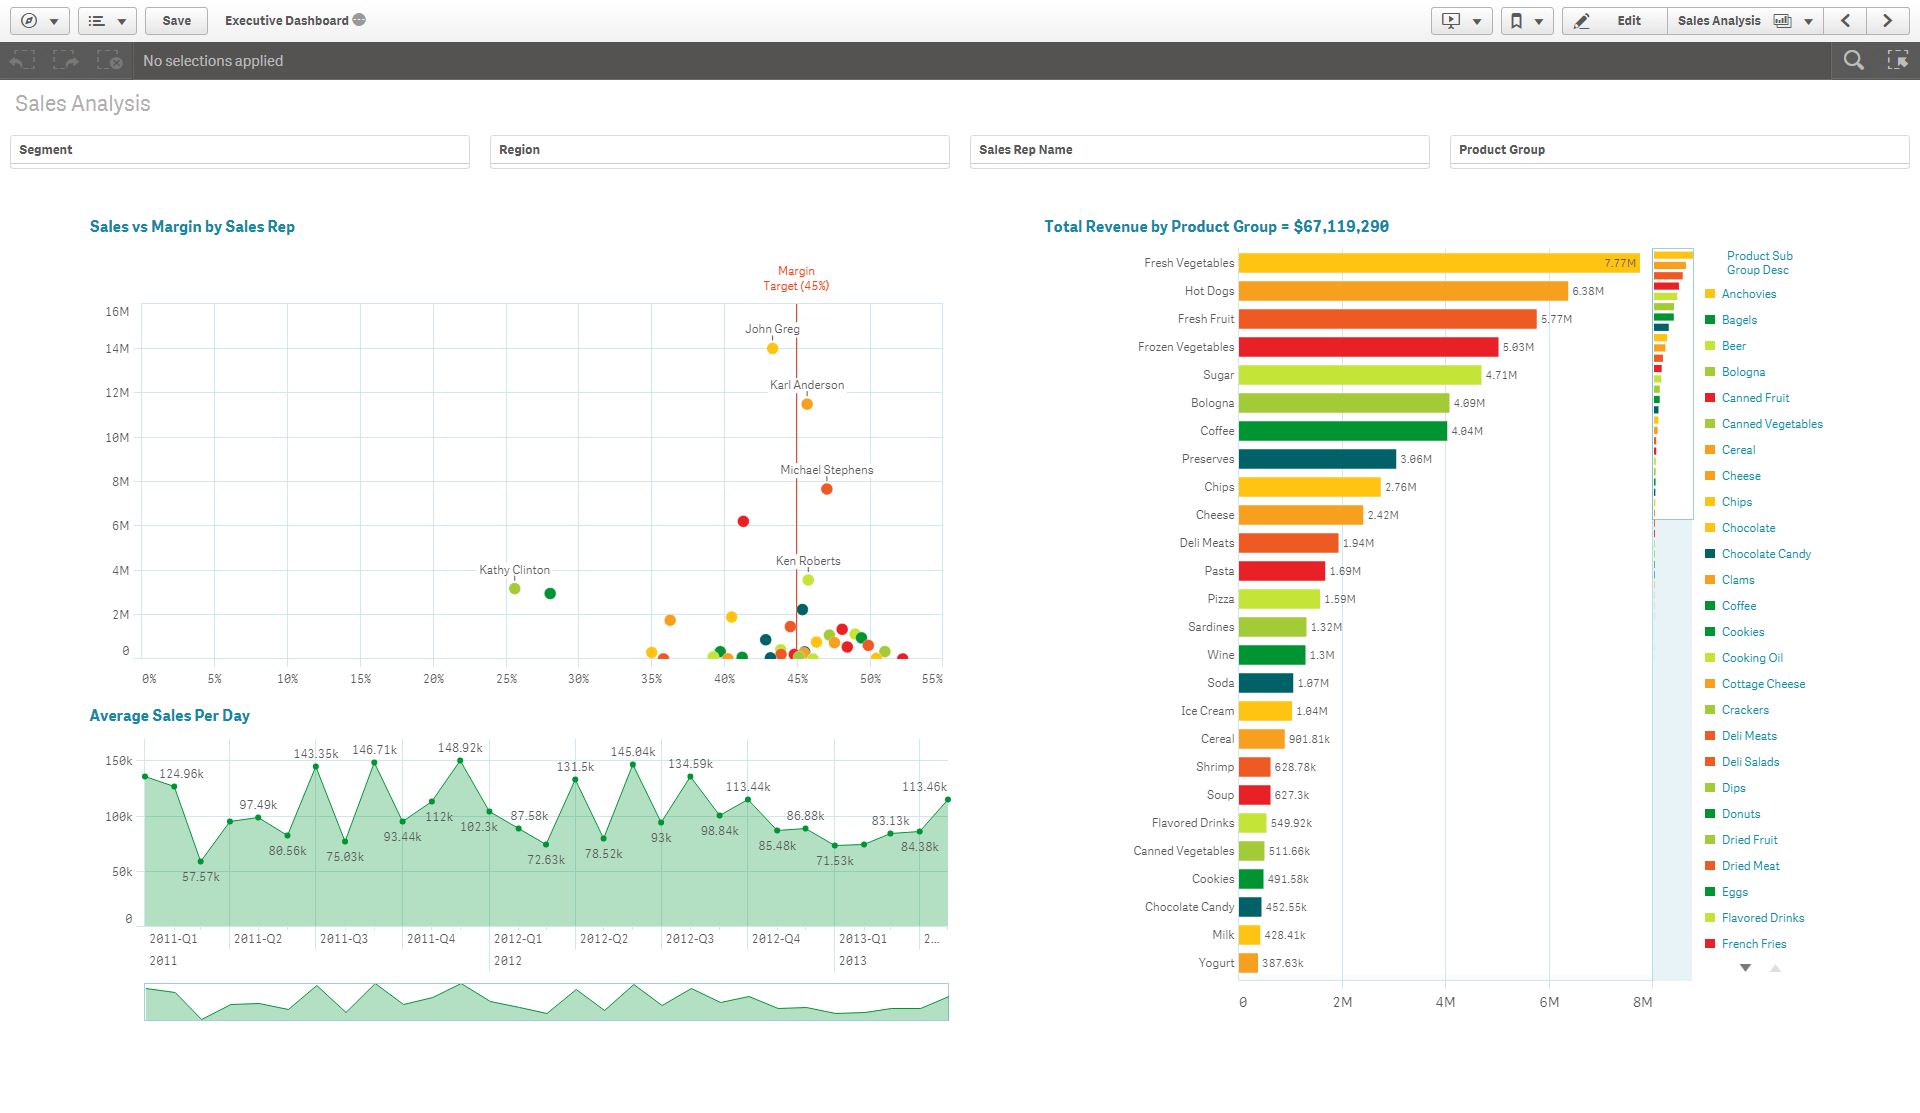 Save
Executive Dashboard
Edit
Sales Analysis
No selections applied
Sales Analysis
Segment
Region
Sales Rep Name
Product Group
Sales vs Margin by Sales Rep
Margin
Target (45%)
16M
14M
12M
10M
8M
6M
4M
2M
0
John Greg
Karl Anderson
Michael Stephens
Ken Roberts
Kathy Clinton
0%
5%
10%
15%
20%
25%
30%
35%
40%
45%
50%
55%
Average Sales Per Day
150k
100k
50k
0
124.96k
57.57k
97.49k
80.56k
143.35k
75.03k
146.71k
93.44k
112k
148.92k
102.3k
87.58k
72.63k
131.5k
78.52k
145.04k
93k
134.59k
98.84k
113.44k
85.48k
86.88k
71.53k
83.13k
84.38k
113.46k
2011-Q1
2011-Q2
2011-Q3
2011-Q4
2012-Q1
2012-Q2
2012-Q3
2012-Q4
2013-Q1
2...
2011
2012
2013
Total Revenue by Product Group = $67,119,290
Fresh Vegetables 7.77M
Hot Dogs 6.38M
Fresh Fruit 5.77M
Frozen Vegetables 5.03M
Sugar 4.71M
Bologna 4.09M
Coffee 4.04M
Preserves 3.06M
Chips 2.76M
Cheese 2.42M
Deli Meats 1.94M
Pasta 1.69M
Pizza 1.59M
Sardines 1.32M
Wine 1.3M
Soda 1.07M
Ice Cream 1.04M
Cereal 901.81k
Shrimp 628.78k
Soup 627.3k
Flavored Drinks 549.92k
Canned Vegetables 511.66k
Cookies 491.58k
Chocolate Candy 452.55k
Milk 428.41k
Yogurt 387.63k
0
2M
4M
6M
8M
Product Sub
Group Desc
Anchovies
Bagels
Beer
Bologna
Canned Fruit
Canned Vegetables
Cereal
Cheese
Chips
Chocolate
Chocolate Candy
Clams
Coffee
Cookies
Cooking Oil
Cottage Cheese
Crackers
Deli Meats
Deli Salads
Dips
Donuts
Dried Fruit
Dried Meat
Eggs
Flavored Drinks
French Fries